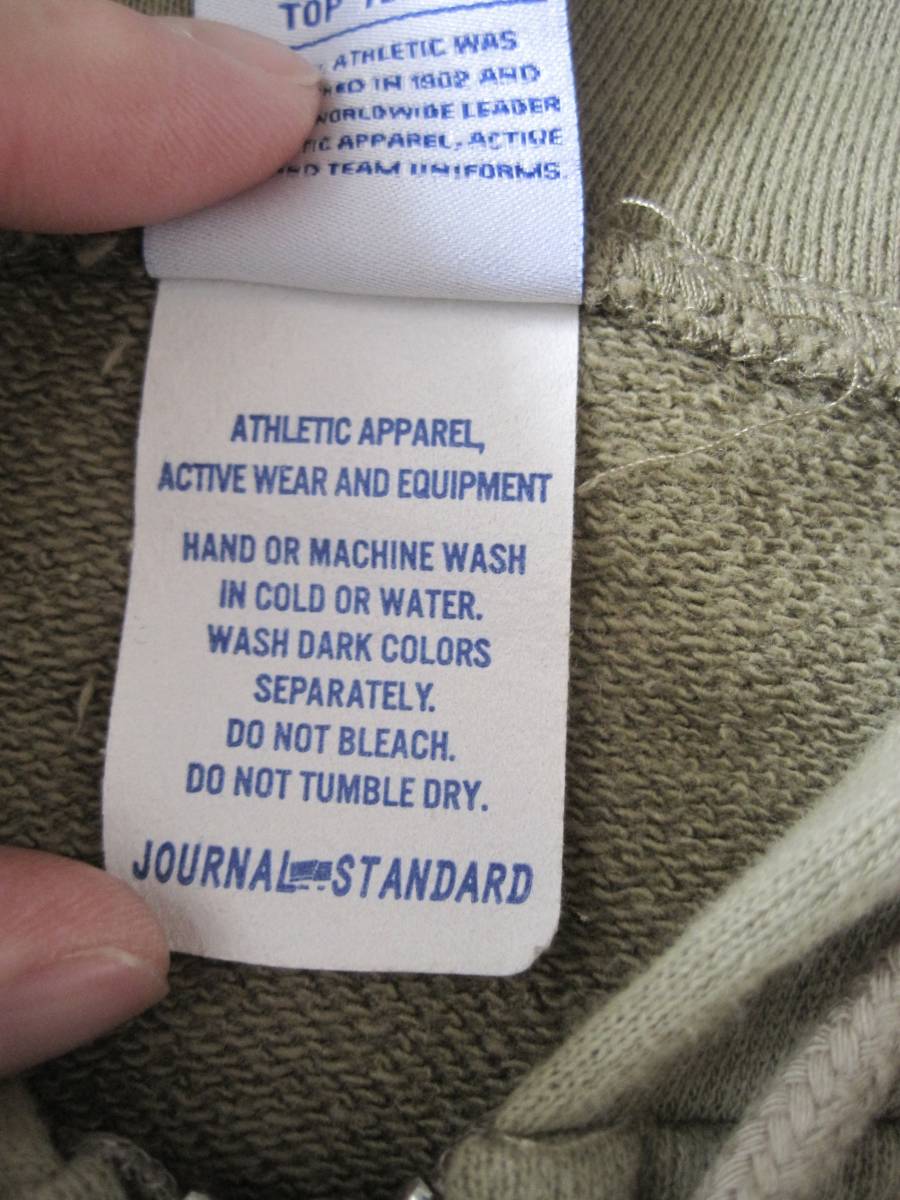 TOP
ATHLETIC WAS
IN 1902 AND
WORLDWIDE LEADER
APPAREL, ACTIVE
TEAM UNIFORMS.
ATHLETIC APPAREL,
ACTIVE WEAR AND EQUIPMENT
HAND OR MACHINE WASH
IN COLD OR WATER.
WASH DARK COLORS
SEPARATELY.
DO NOT BLEACH.
DO NOT TUMBLE DRY.
JOURNAL STANDARD